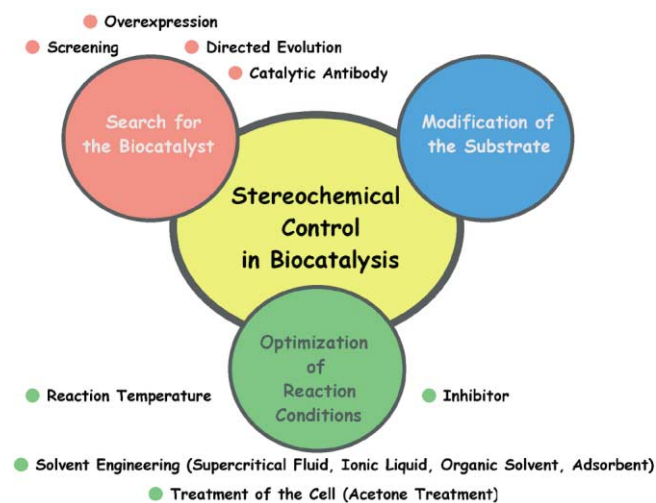 Overexpression
Screening
Directed Evolution
Catalytic Antibody
Search for
the Biocatalyst
Modification of
the Substrate
Stereochemical
Control
in Biocatalysis
Optimization
of
Reaction
Conditions
Reaction Temperature
Inhibitor
Solvent Engineering (Supercritical Fluid, Ionic Liquid, Organic Solvent, Adsorbent)
Treatment of the Cell (Acetone Treatment)